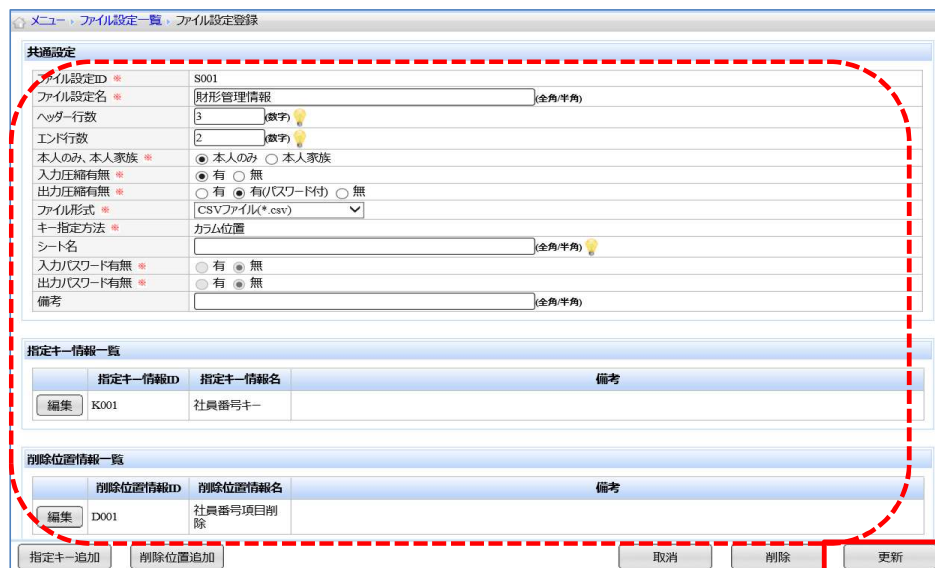 メニュー › ファイル設定一覧 › ファイル設定登録
共通設定
ファイル設定ID ※ S001
ファイル設定名 ※ 財形管理情報 (全角/半角)
ヘッダー行数 3 (数字)
エンド行数 2 (数字)
本人のみ、本人家族 ※ 本人のみ 本人家族
入力圧縮有無 ※ 有 無
出力圧縮有無 ※ 有 有(パスワード付) 無
ファイル形式 ※ CSVファイル(*.csv)
キー指定方法 ※ カラム位置
シート名 (全角/半角)
入力パスワード有無 ※ 有 無
出力パスワード有無 ※ 有 無
備考 (全角/半角)
指定キー情報一覧
指定キー情報ID 指定キー情報名 備考
編集 K001 社員番号キー
削除位置情報一覧
削除位置情報ID 削除位置情報名 備考
編集 D001 社員番号項目削
除
指定キー追加 削除位置追加 取消 削除 更新